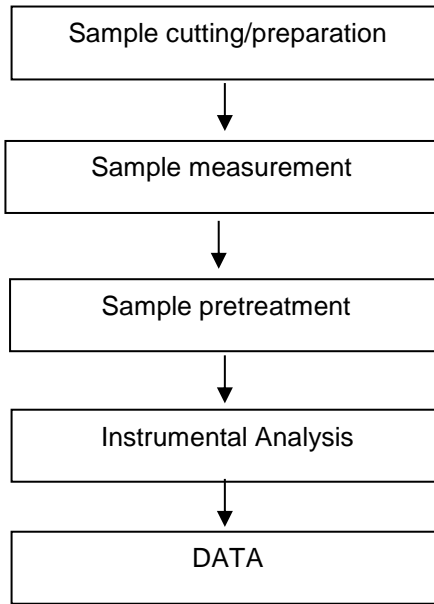 Sample cutting/preparation
Sample measurement
Sample pretreatment
Instrumental Analysis
DATA